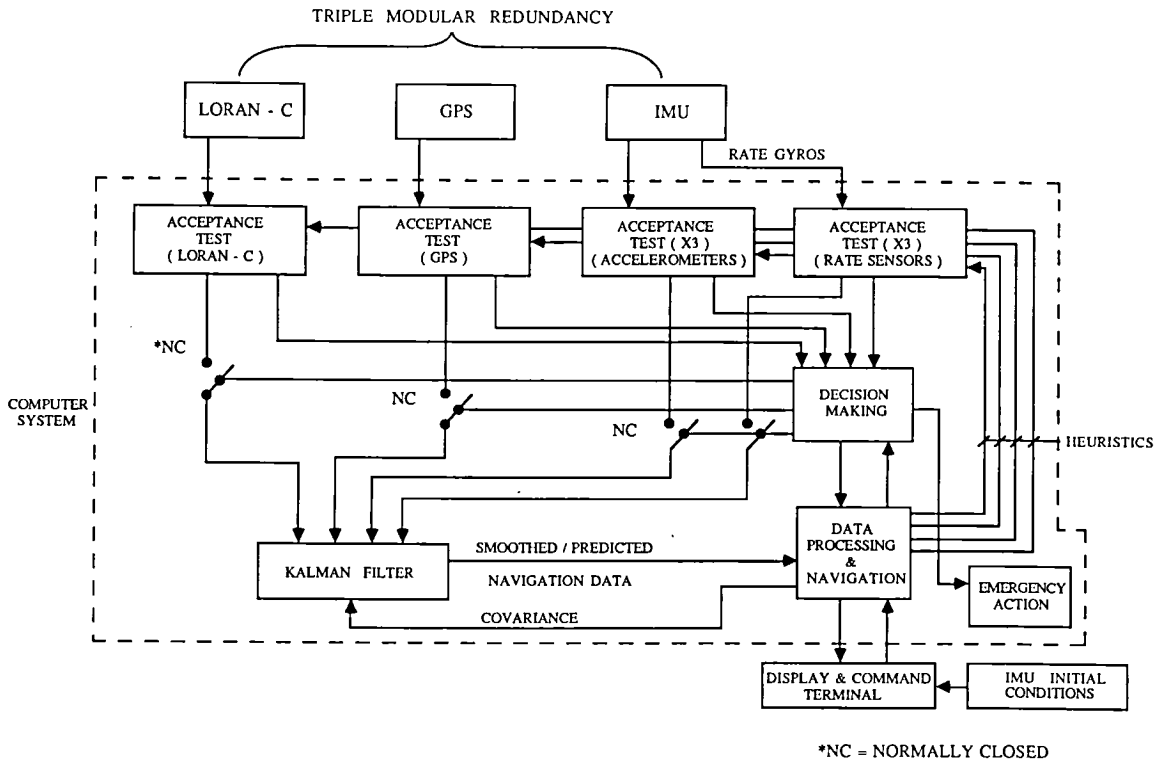 TRIPLE MODULAR REDUNDANCY
LORAN - C
GPS
IMU
RATE GYROS
ACCEPTANCE
TEST
( LORAN - C )
ACCEPTANCE
TEST
( GPS )
ACCEPTANCE
TEST ( X3 )
( ACCELEROMETERS )
ACCEPTANCE
TEST ( X3 )
( RATE SENSORS )
*NC
NC
NC
COMPUTER
SYSTEM
DECISION
MAKING
HEURISTICS
KALMAN FILTER
SMOOTHED / PREDICTED
NAVIGATION DATA
COVARIANCE
DATA
PROCESSING
&
NAVIGATION
EMERGENCY
ACTION
DISPLAY & COMMAND
TERMINAL
IMU INITIAL
CONDITIONS
*NC = NORMALLY CLOSED